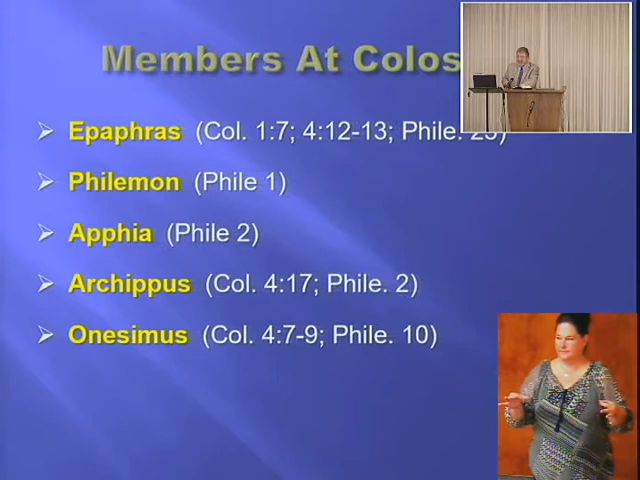 Members At Colos
➢ Epaphras (Col. 1:7; 4:12-13; Phile. 23)
➢ Philemon (Phile 1)
➢ Apphia (Phile 2)
➢ Archippus (Col. 4:17; Phile. 2)
➢ Onesimus (Col. 4:7-9; Phile. 10)